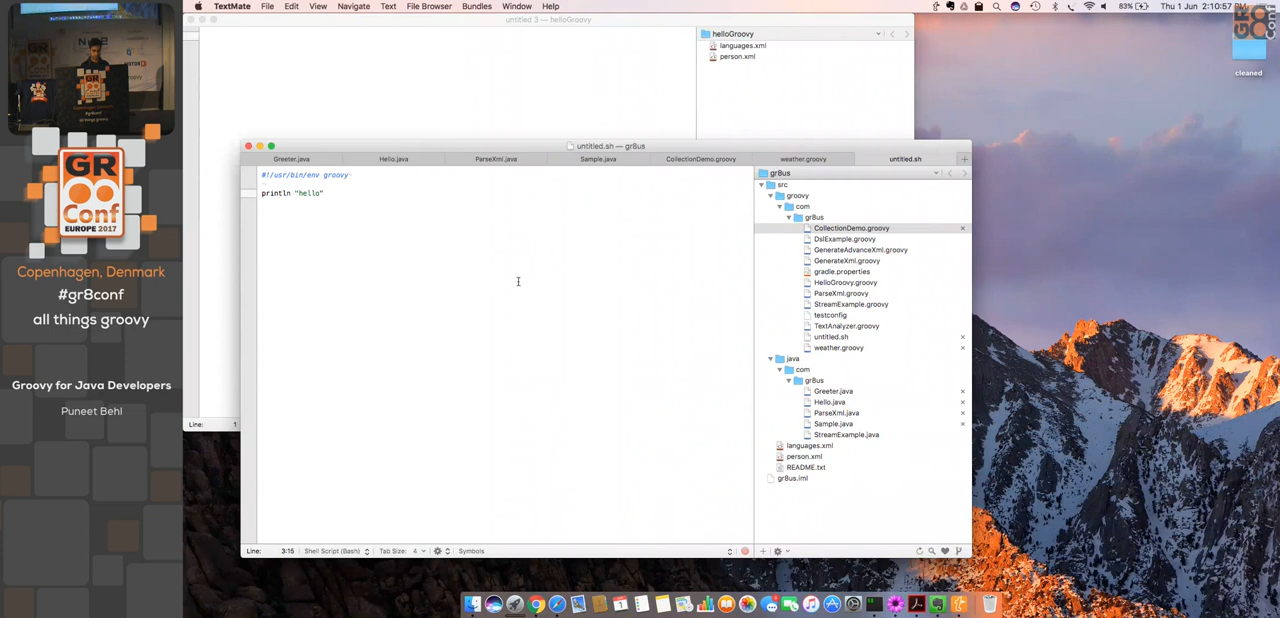 TextMate File Edit View Navigate Text File Browser Bundles Window Help
83% Thu 1 Jun 2:10:57
untitled 3 — helloGroovy
helloGroovy
languages.xml
person.xml
cleaned
untitled.sh — gr8us
Greeter.java Hello.java ParseXml.java Sample.java CollectionDemo.groovy weather.groovy untitled.sh
#!/usr/bin/env groovy
println "hello"
gr8us
src
groovy
com
gr8us
CollectionDemo.groovy
DslExample.groovy
GenerateAdvanceXml.groovy
GenerateXml.groovy
gradle.properties
HelloGroovy.groovy
ParseXml.groovy
StreamExample.groovy
testconfig
TextAnalyzer.groovy
untitled.sh
weather.groovy
java
com
gr8us
Greeter.java
Hello.java
ParseXml.java
Sample.java
StreamExample.java
languages.xml
person.xml
README.txt
gr8us.iml
Line: 1
Line: 3:15 Shell Script (Bash) Tab Size: 4 Symbols
GR
Conf
EUROPE 2017
Copenhagen, Denmark
#gr8conf
all things groovy
Groovy for Java Developers
Puneet Behl